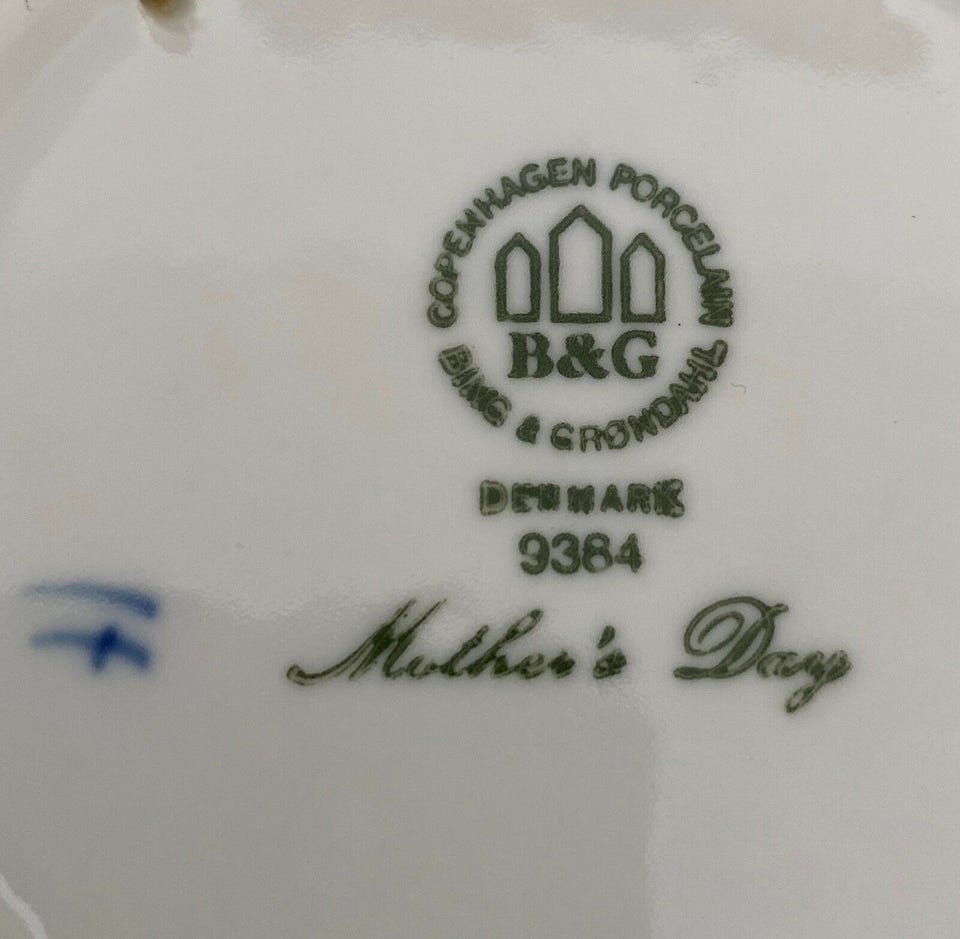 COPENHAGEN PORCELAIN
B&G
BING & GRØNDAHL
DENMARK
9384
Mother's Day